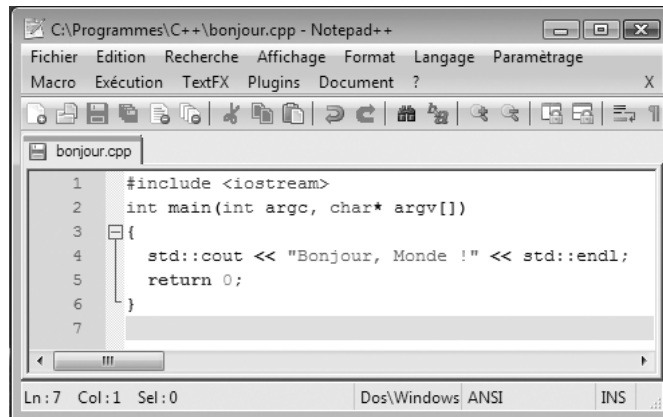 C:\Programmes\C++\bonjour.cpp - Notepad++
Fichier Edition Recherche Affichage Format Langage Paramètrage
Macro Exécution TextFX Plugins Document ? X
bonjour.cpp
1 #include <iostream>
2 int main(int argc, char* argv[])
3 {
4 std::cout << "Bonjour, Monde !" << std::endl;
5 return 0;
6 }
7
Ln:7 Col:1 Sel:0 Dos\Windows ANSI INS